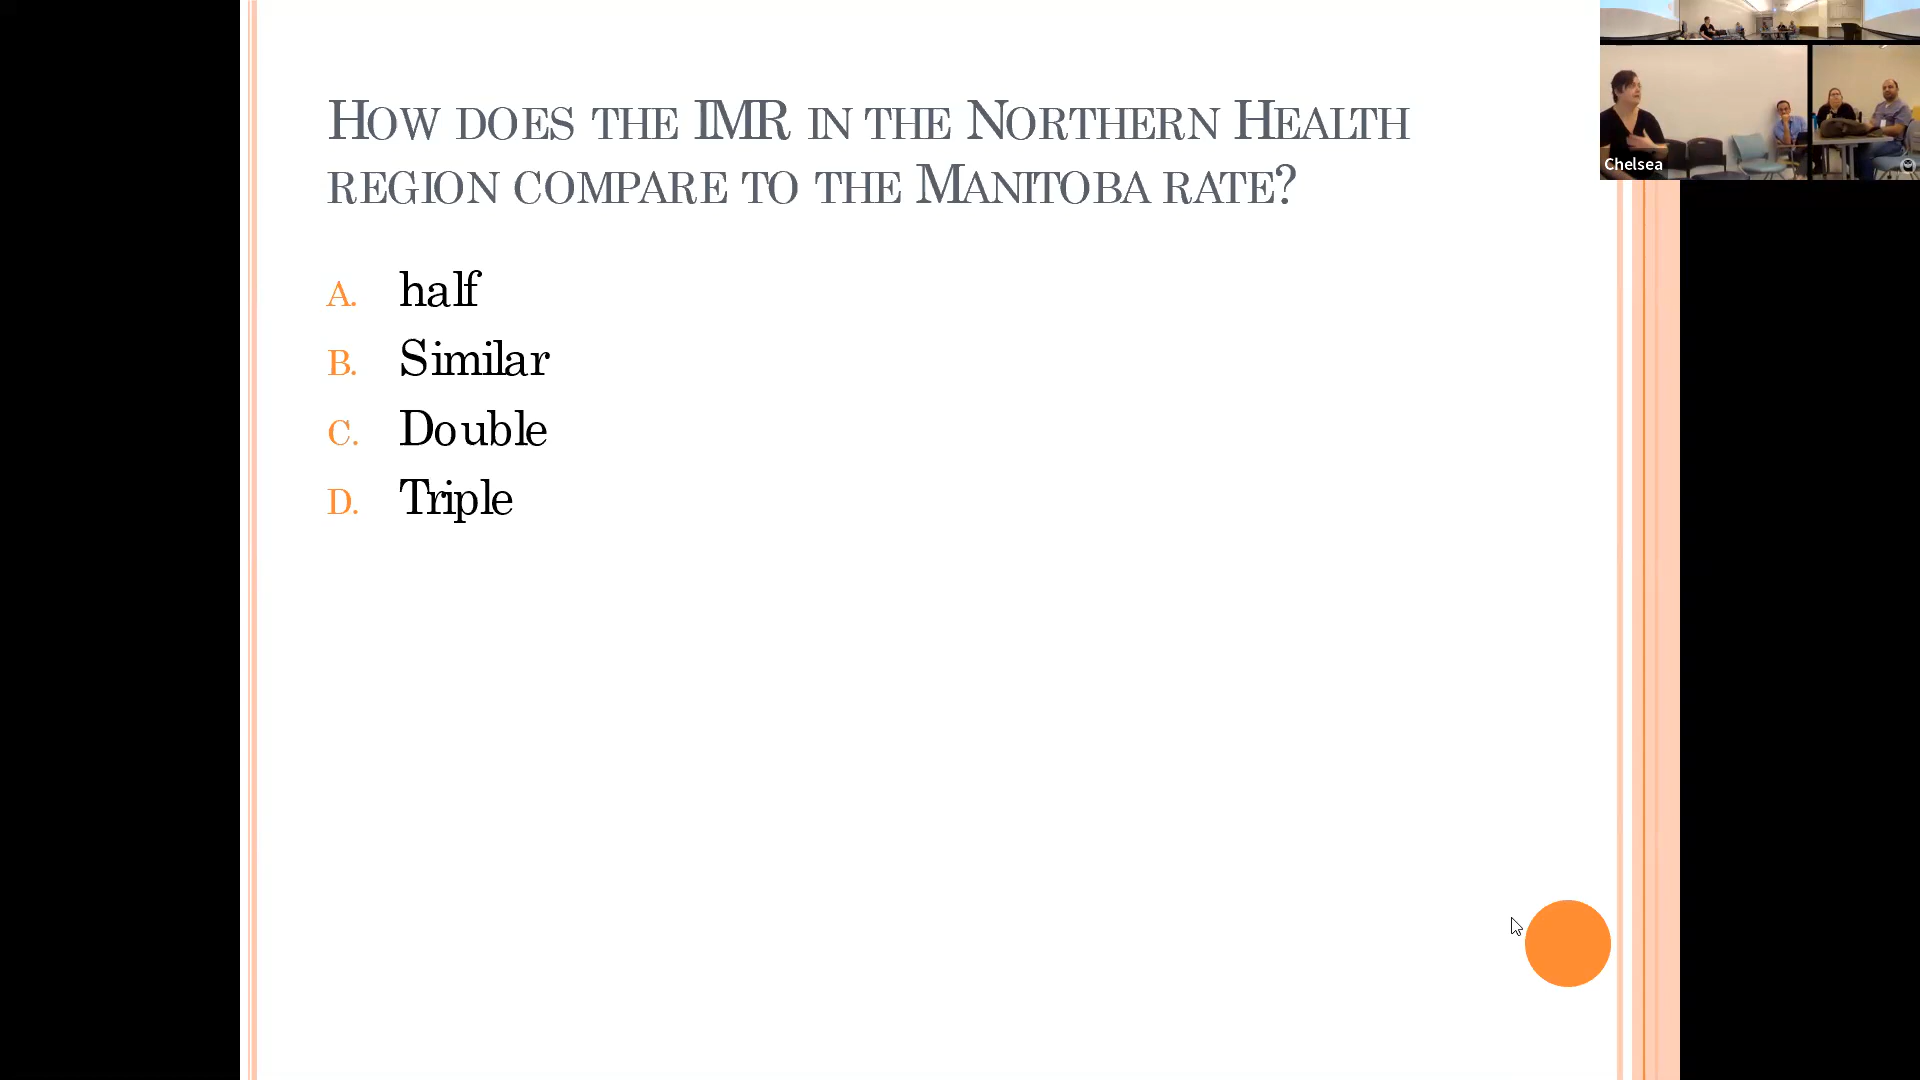 HOW DOES THE IMR IN THE NORTHERN HEALTH
REGION COMPARE TO THE MANITOBA RATE?
A. half
B. Similar
C. Double
D. Triple
Chelsea